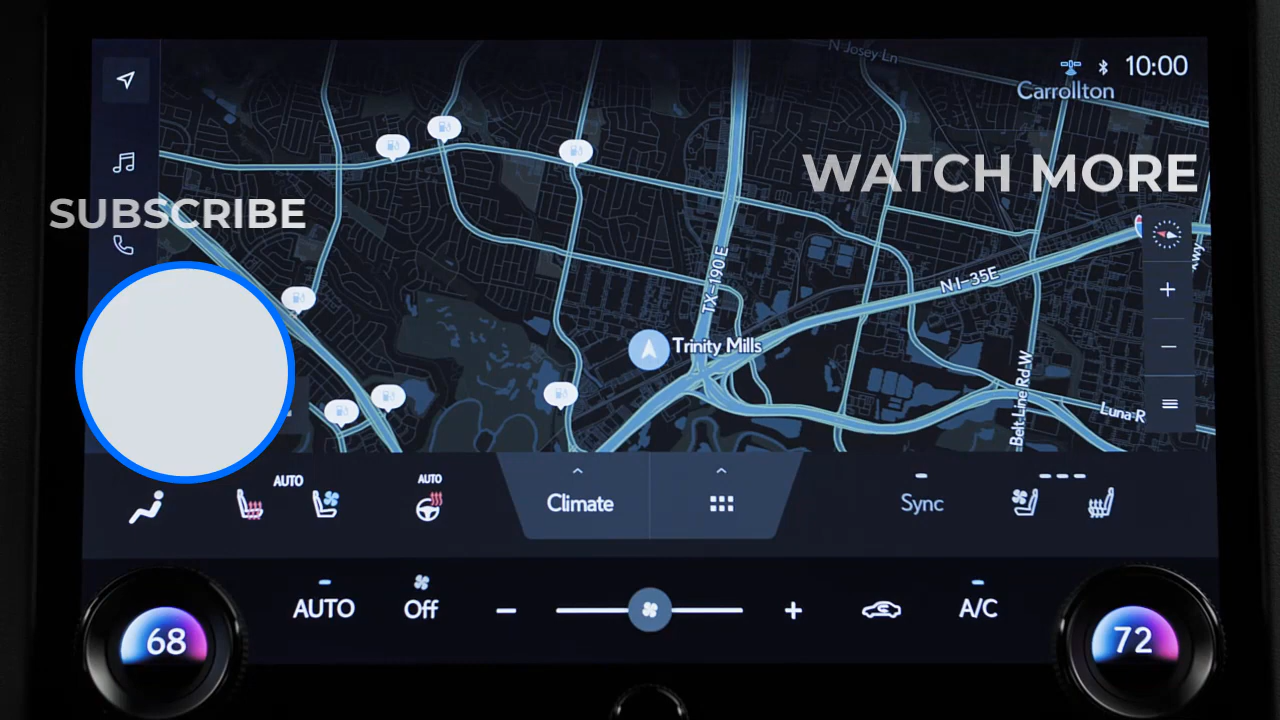 N Josey Ln
10:00
Carrollton
WATCH MORE
SUBSCRIBE
TX-190 E
N I-35E
Trinity Mills
Belt Line Rd W
Luna R
kwy
AUTO
AUTO
Climate
Sync
AUTO
Off
A/C
68
72